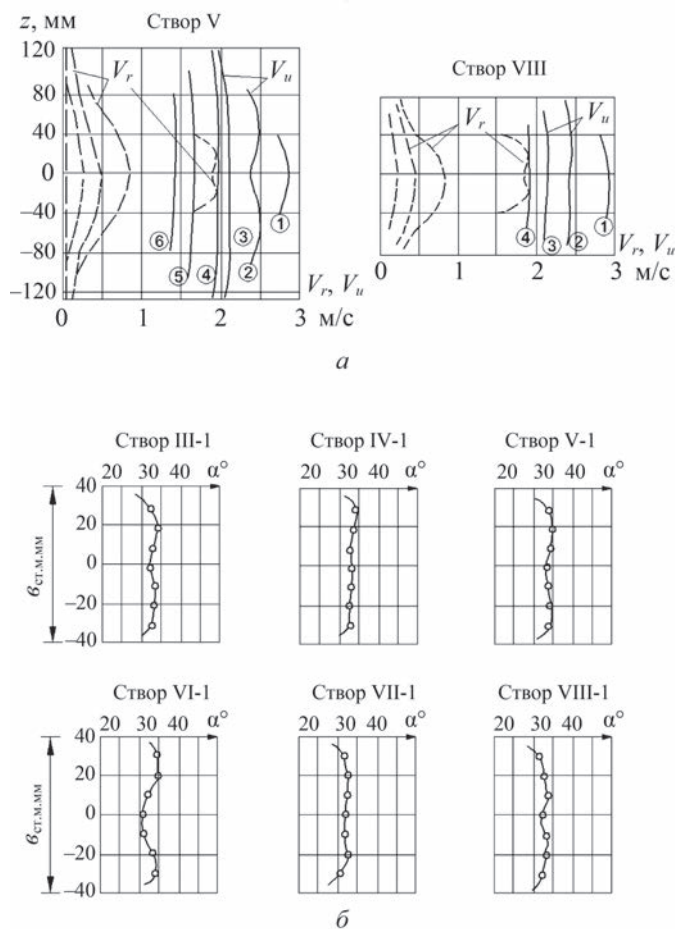 z, мм
Створ V
120
80
40
0
−40
−80
−120
V_r
V_u
① ② ③ ④ ⑤ ⑥
V_r, V_u
0 1 2 3 м/с
Створ VIII
V_r
V_u
④ ③ ② ①
V_r, V_u
0 1 2 3 м/с
а
Створ III-1
20 30 40 α°
40
20
0
−20
−40
в_ст.м.мм
Створ IV-1
20 30 40 α°
Створ V-1
20 30 40 α°
Створ VI-1
20 30 40 α°
40
20
0
−20
−40
в_ст.м.мм
Створ VII-1
20 30 40 α°
Створ VIII-1
20 30 40 α°
б